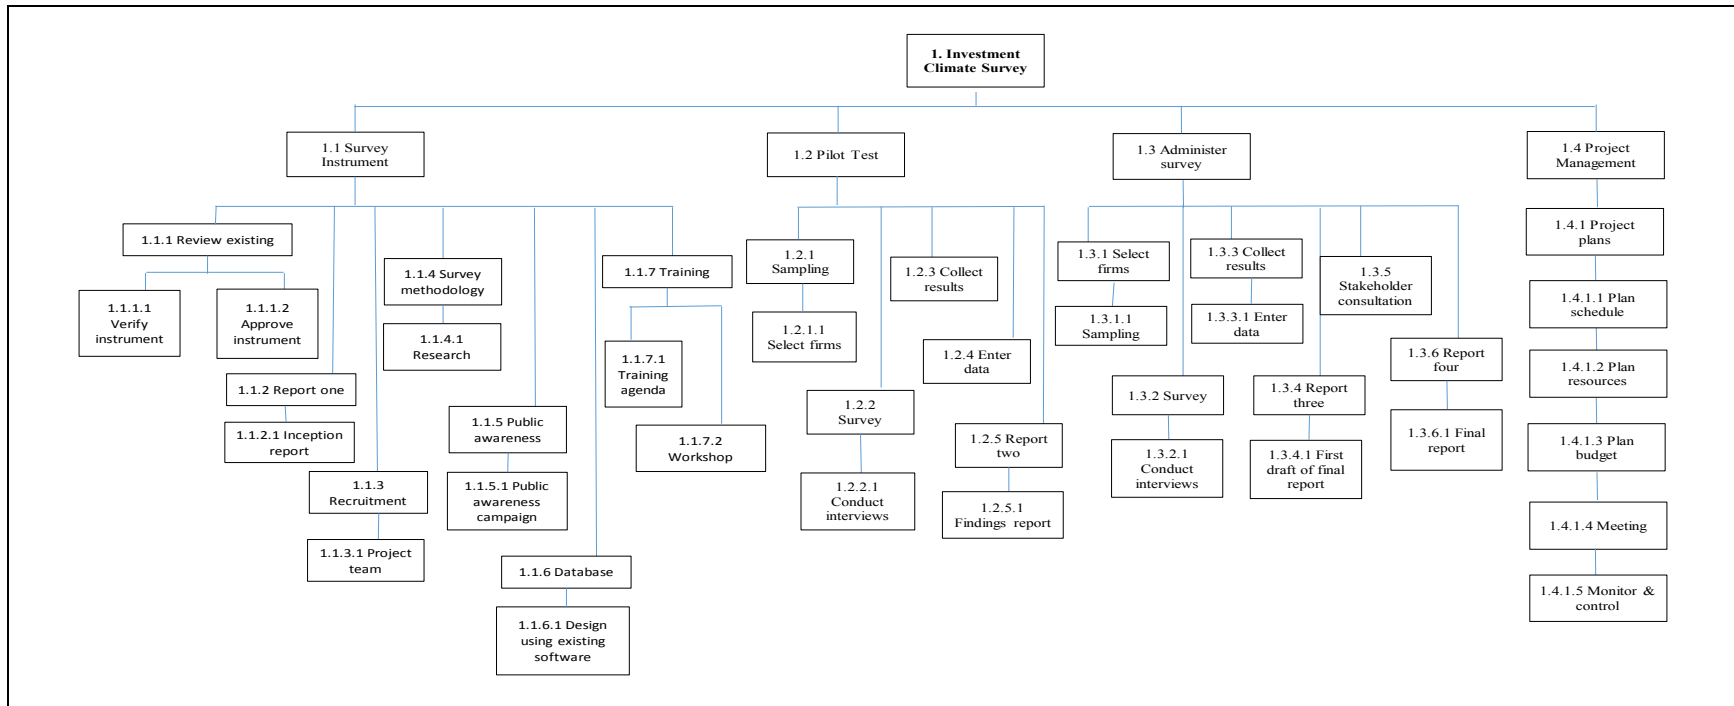 1. Investment
Climate Survey
1.1 Survey
Instrument
1.2 Pilot Test
1.3 Administer
survey
1.4 Project
Management
1.1.1 Review existing
1.1.1.1
Verify
instrument
1.1.1.2
Approve
instrument
1.1.2 Report one
1.1.2.1 Inception
report
1.1.3
Recruitment
1.1.3.1 Project
team
1.1.4 Survey
methodology
1.1.4.1
Research
1.1.5 Public
awareness
1.1.5.1 Public
awareness
campaign
1.1.6 Database
1.1.6.1 Design
using existing
software
1.1.7 Training
1.1.7.1
Training
agenda
1.1.7.2
Workshop
1.2.1
Sampling
1.2.1.1
Select firms
1.2.2
Survey
1.2.2.1
Conduct
interviews
1.2.3 Collect
results
1.2.4 Enter
data
1.2.5 Report
two
1.2.5.1
Findings report
1.3.1 Select
firms
1.3.1.1
Sampling
1.3.2 Survey
1.3.2.1
Conduct
interviews
1.3.3 Collect
results
1.3.3.1 Enter
data
1.3.4 Report
three
1.3.4.1 First
draft of final
report
1.3.5
Stakeholder
consultation
1.3.6 Report
four
1.3.6.1 Final
report
1.4.1 Project
plans
1.4.1.1 Plan
schedule
1.4.1.2 Plan
resources
1.4.1.3 Plan
budget
1.4.1.4 Meeting
1.4.1.5 Monitor &
control